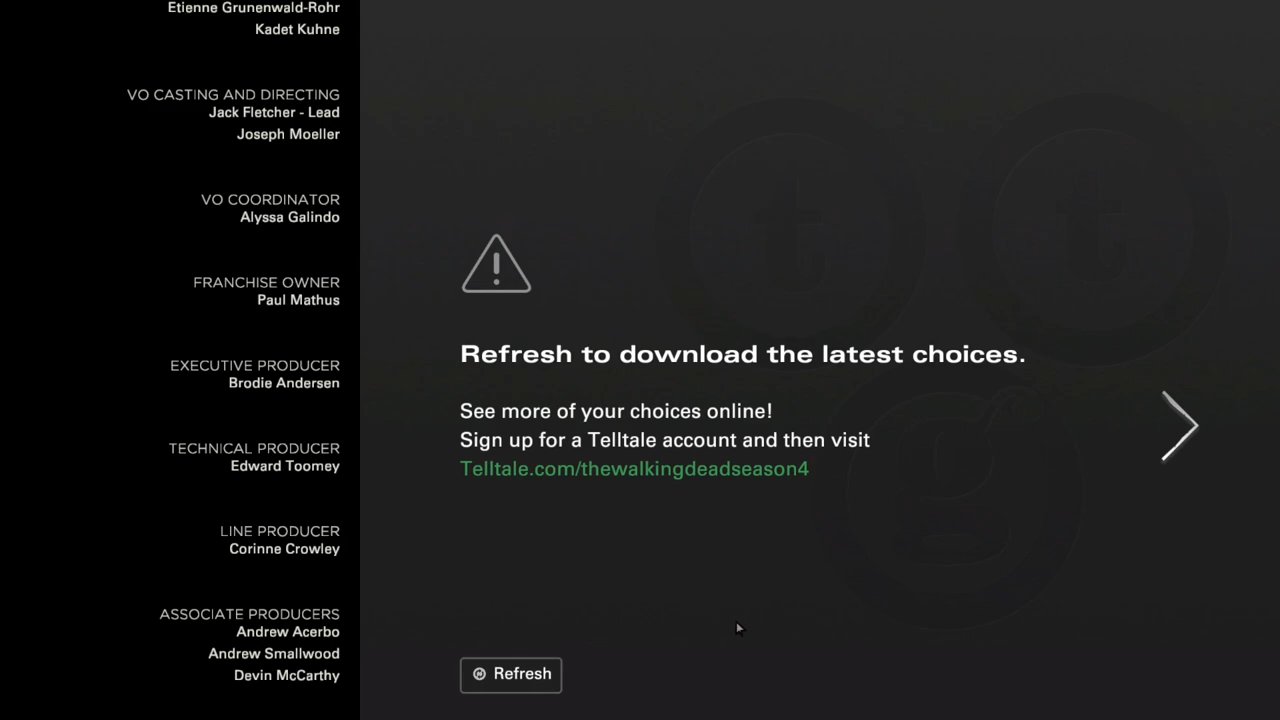 Etienne Grunenwald-Rohr
Kadet Kuhne
VO CASTING AND DIRECTING
Jack Fletcher - Lead
Joseph Moeller
VO COORDINATOR
Alyssa Galindo
FRANCHISE OWNER
Paul Mathus
EXECUTIVE PRODUCER
Brodie Andersen
TECHNICAL PRODUCER
Edward Toomey
LINE PRODUCER
Corinne Crowley
ASSOCIATE PRODUCERS
Andrew Acerbo
Andrew Smallwood
Devin McCarthy
t t
g
Refresh to download the latest choices.
See more of your choices online!
Sign up for a Telltale account and then visit
Telltale.com/thewalkingdeadseason4
Refresh